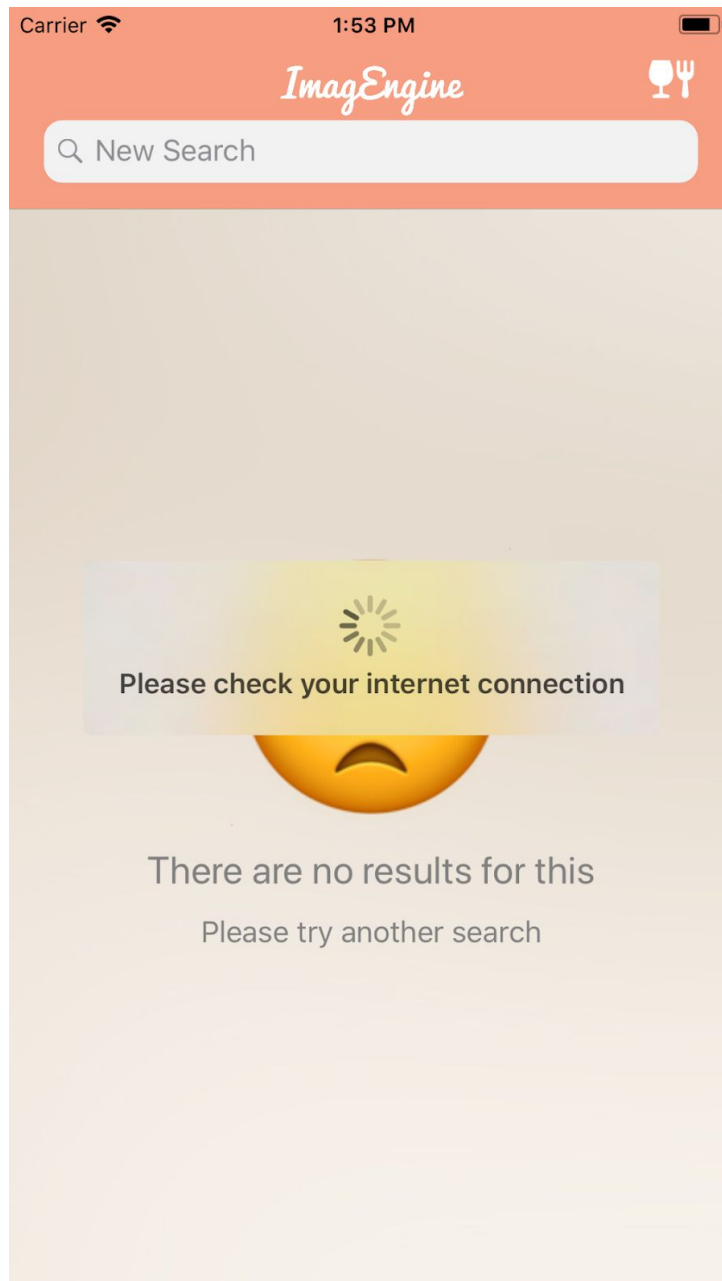 Carrier 1:53 PM
ImagEngine
New Search
Please check your internet connection
There are no results for this
Please try another search